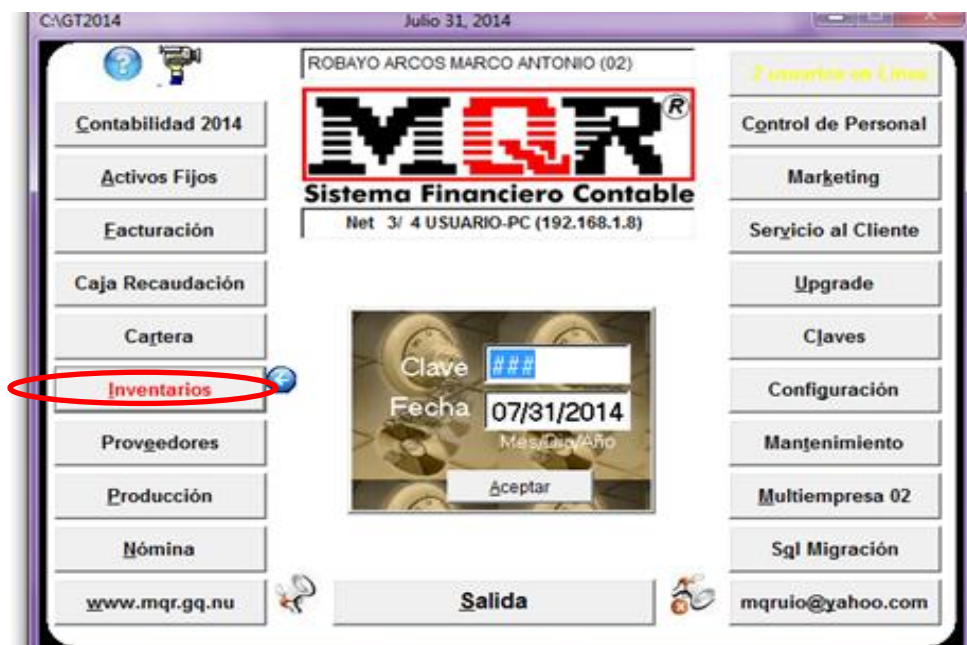 C:\GT2014
Julio 31, 2014
ROBAYO ARCOS MARCO ANTONIO (02)
2 usuarios en Linea
MQR®
Sistema Financiero Contable
Net 3/ 4 USUARIO-PC (192.168.1.8)
Contabilidad 2014
Activos Fijos
Facturación
Caja Recaudación
Cartera
Inventarios
Proveedores
Producción
Nómina
www.mqr.gq.nu
Clave ###
Fecha 07/31/2014
Mes/Dia/Año
Aceptar
Salida
Control de Personal
Marketing
Servicio al Cliente
Upgrade
Claves
Configuración
Mantenimiento
Multiempresa 02
Sql Migración
mqruio@yahoo.com